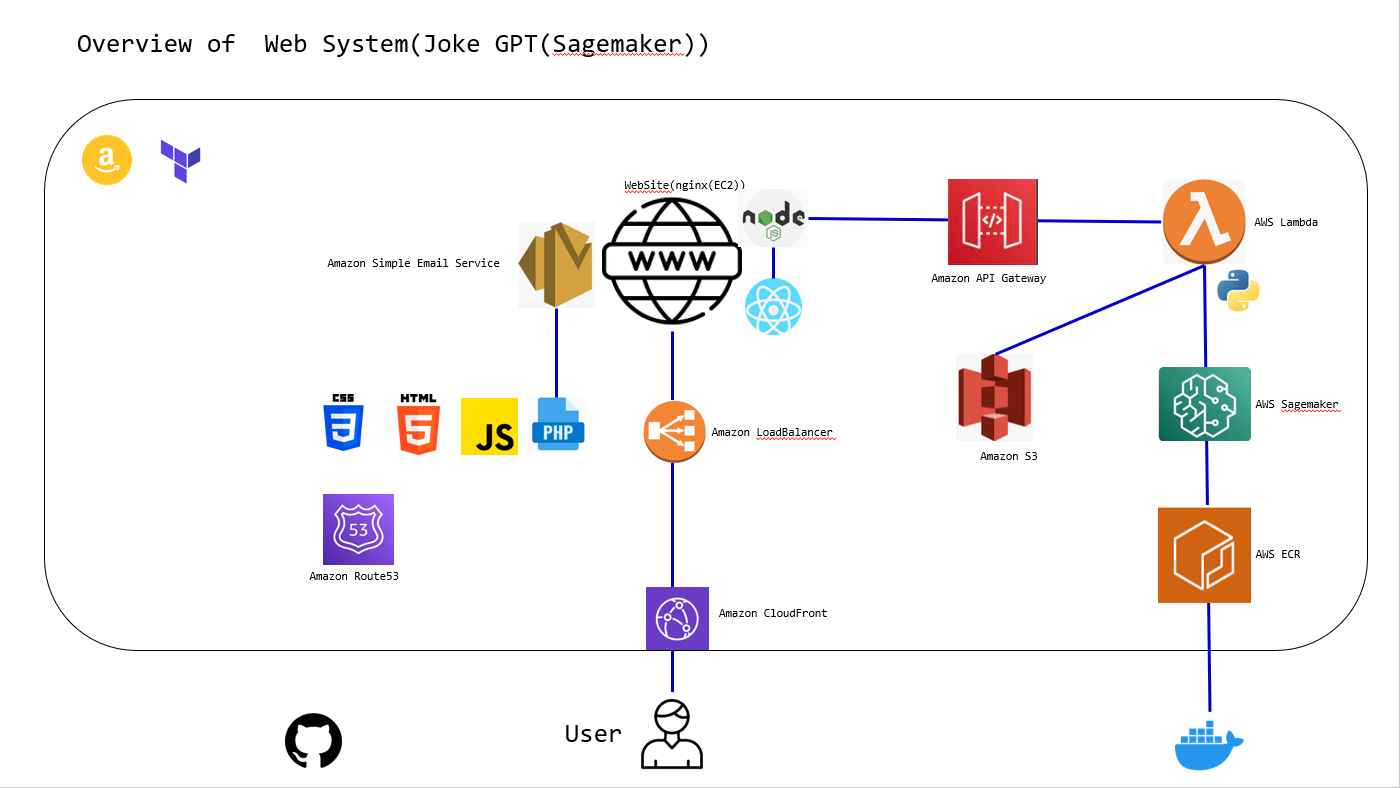 Overview of  Web System(Joke GPT(Sagemaker))
a
WebSite(nginx(EC2))
node
JS
WWW
Amazon Simple Email Service
AWS Lambda
Amazon API Gateway
</>
CSS
3
HTML
5
JS
PHP
Amazon LoadBalancer
AWS Sagemaker
Amazon S3
53
Amazon Route53
AWS ECR
Amazon CloudFront
User